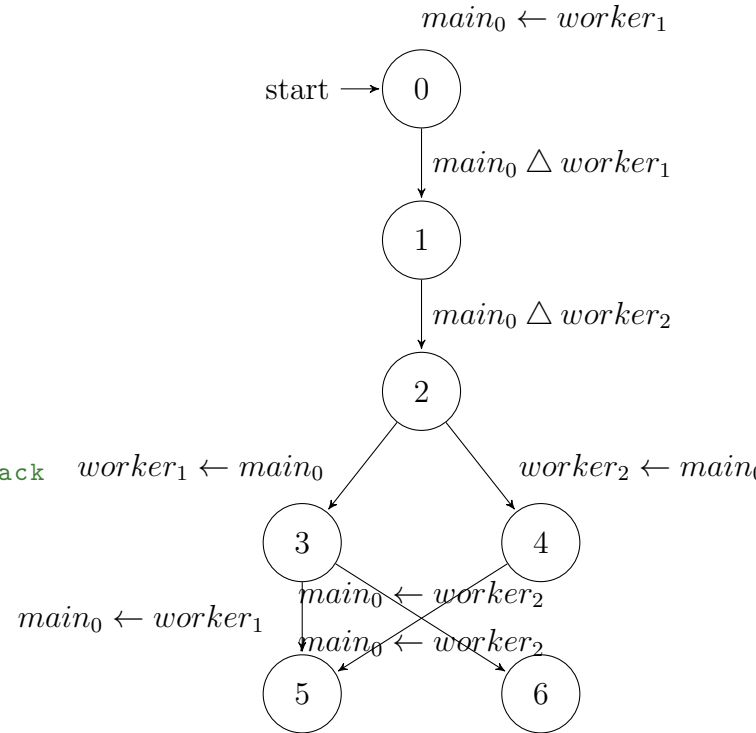 main₀ ← worker₁
start
0
main₀ △ worker₁
1
main₀ △ worker₂
2
ack
worker₁ ← main₀
worker₂ ← main₀
3
4
main₀ ← worker₂
main₀ ← worker₁
main₀ ← worker₂
5
6